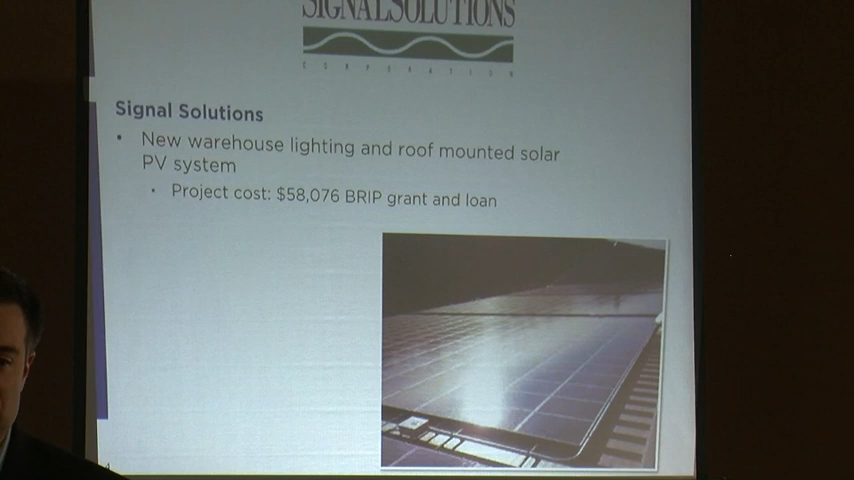 SIGNALSOLUTIONS
CORPORATION
Signal Solutions
• New warehouse lighting and roof mounted solar
PV system
• Project cost: $58,076 BRIP grant and loan